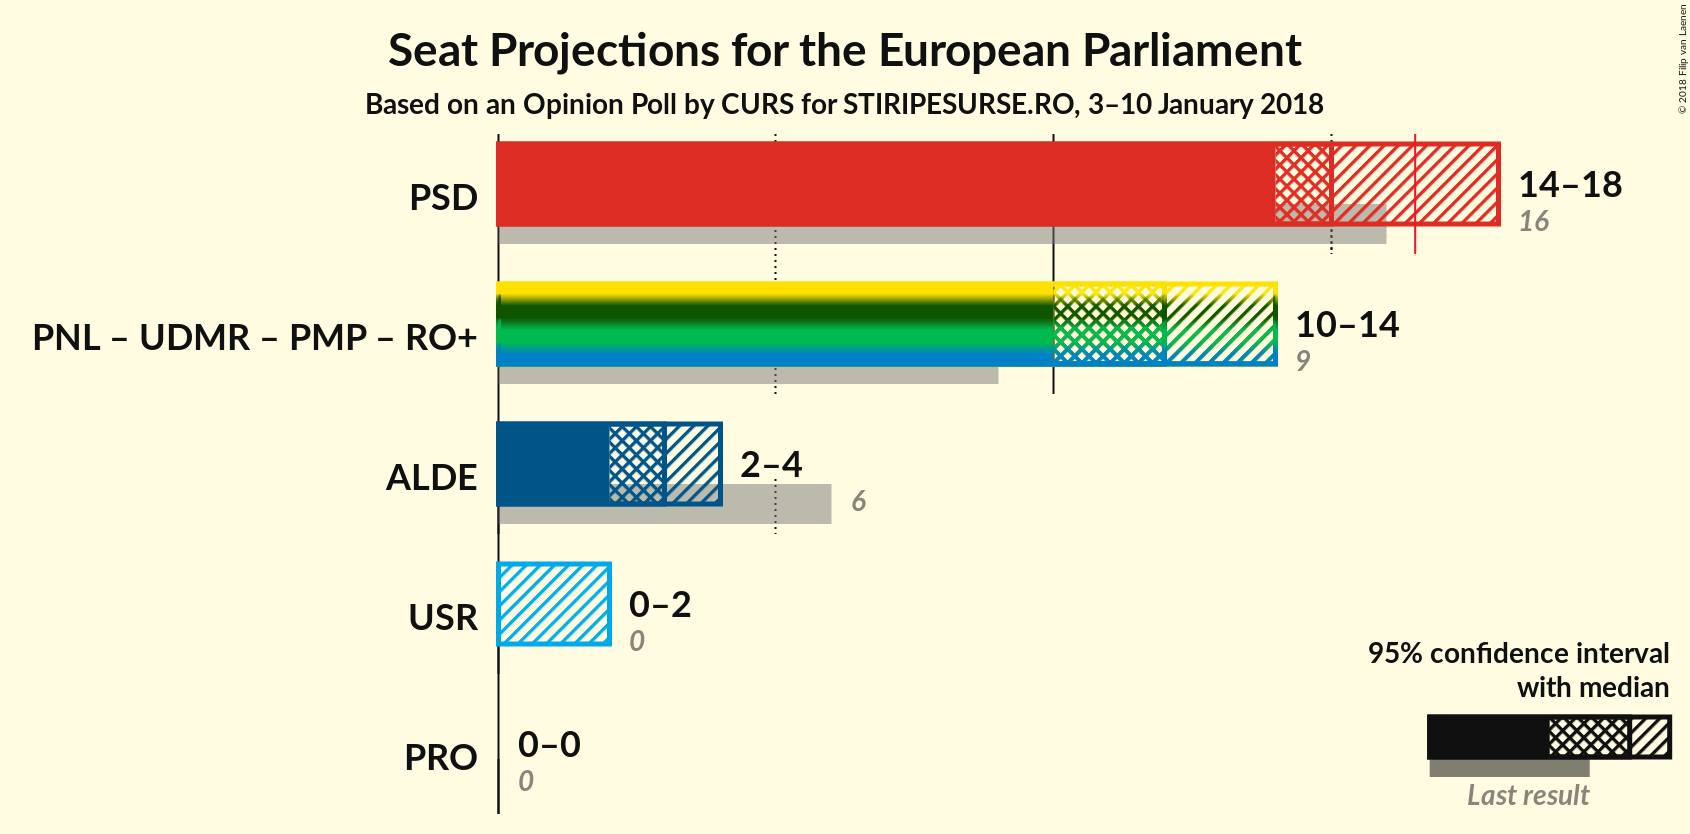 Seat Projections for the European Parliament
Based on an Opinion Poll by CURS for STIRIPESURSE.RO, 3–10 January 2018
© 2018 Filip van Laenen
PSD
14–18
16
PNL – UDMR – PMP – RO+
10–14
9
ALDE
2–4
6
USR
0–2
0
PRO
0–0
0
95% confidence interval
with median
Last result